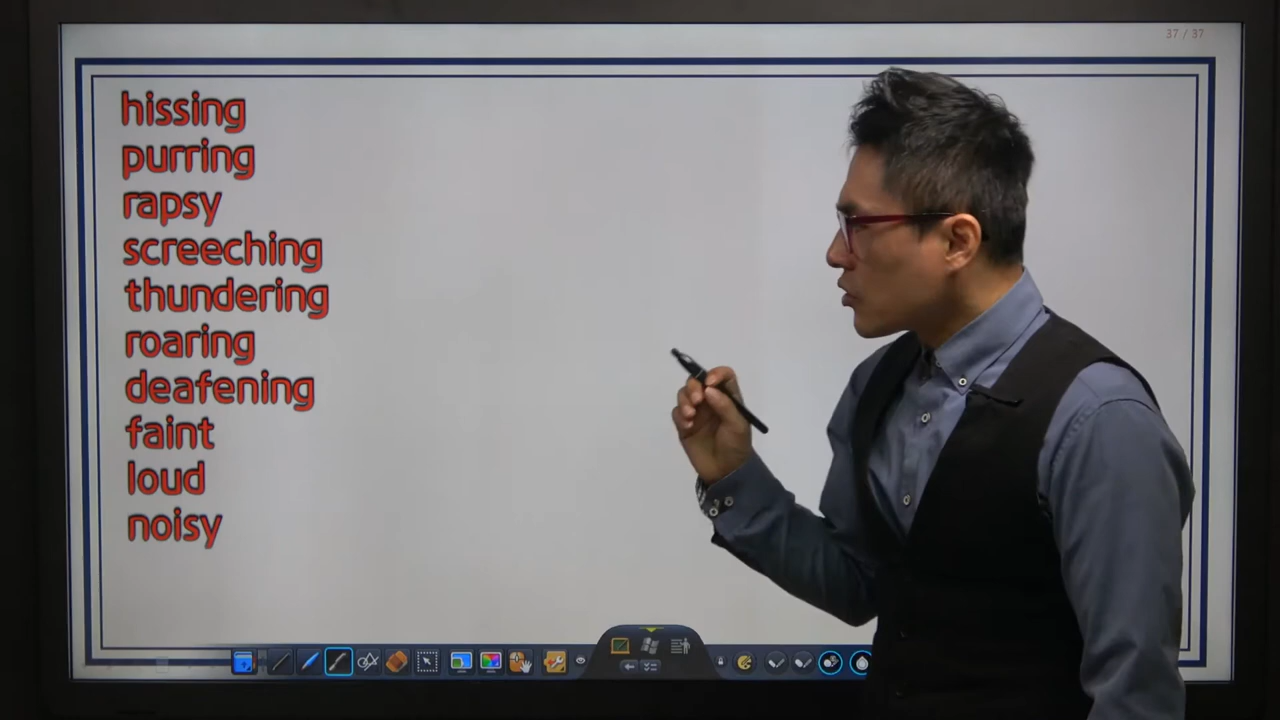 37 / 37
hissing
purring
rapsy
screeching
thundering
roaring
deafening
faint
loud
noisy